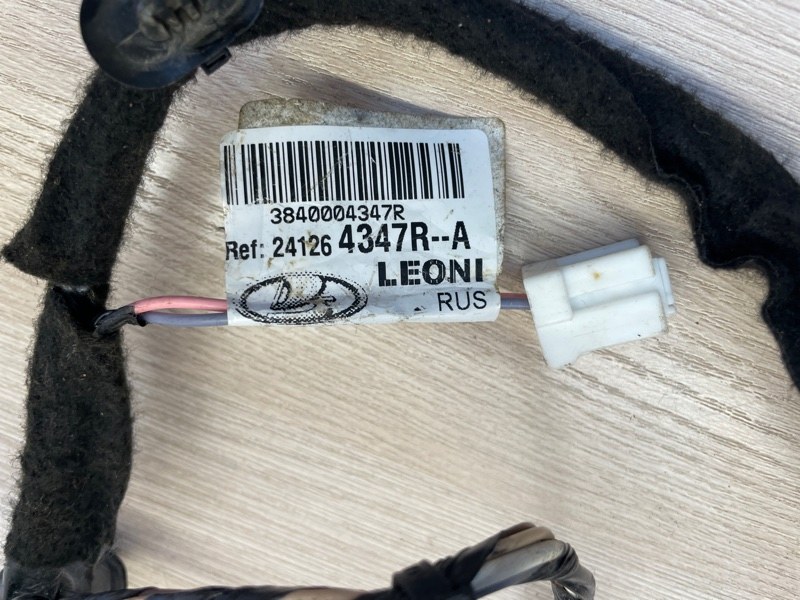 3840004347R
Ref: 24126 4347R--A
LEONI
RUS